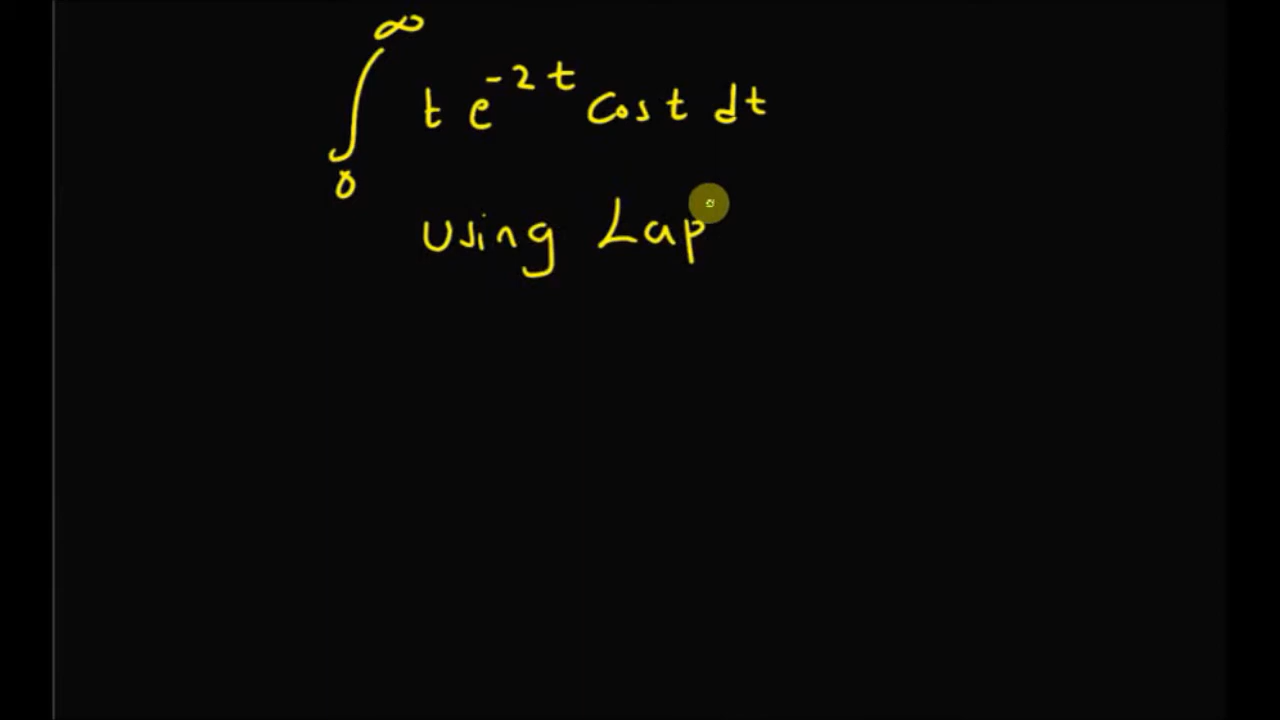 ∫₀^∞ t e^{-2t} cos t dt
using Lap